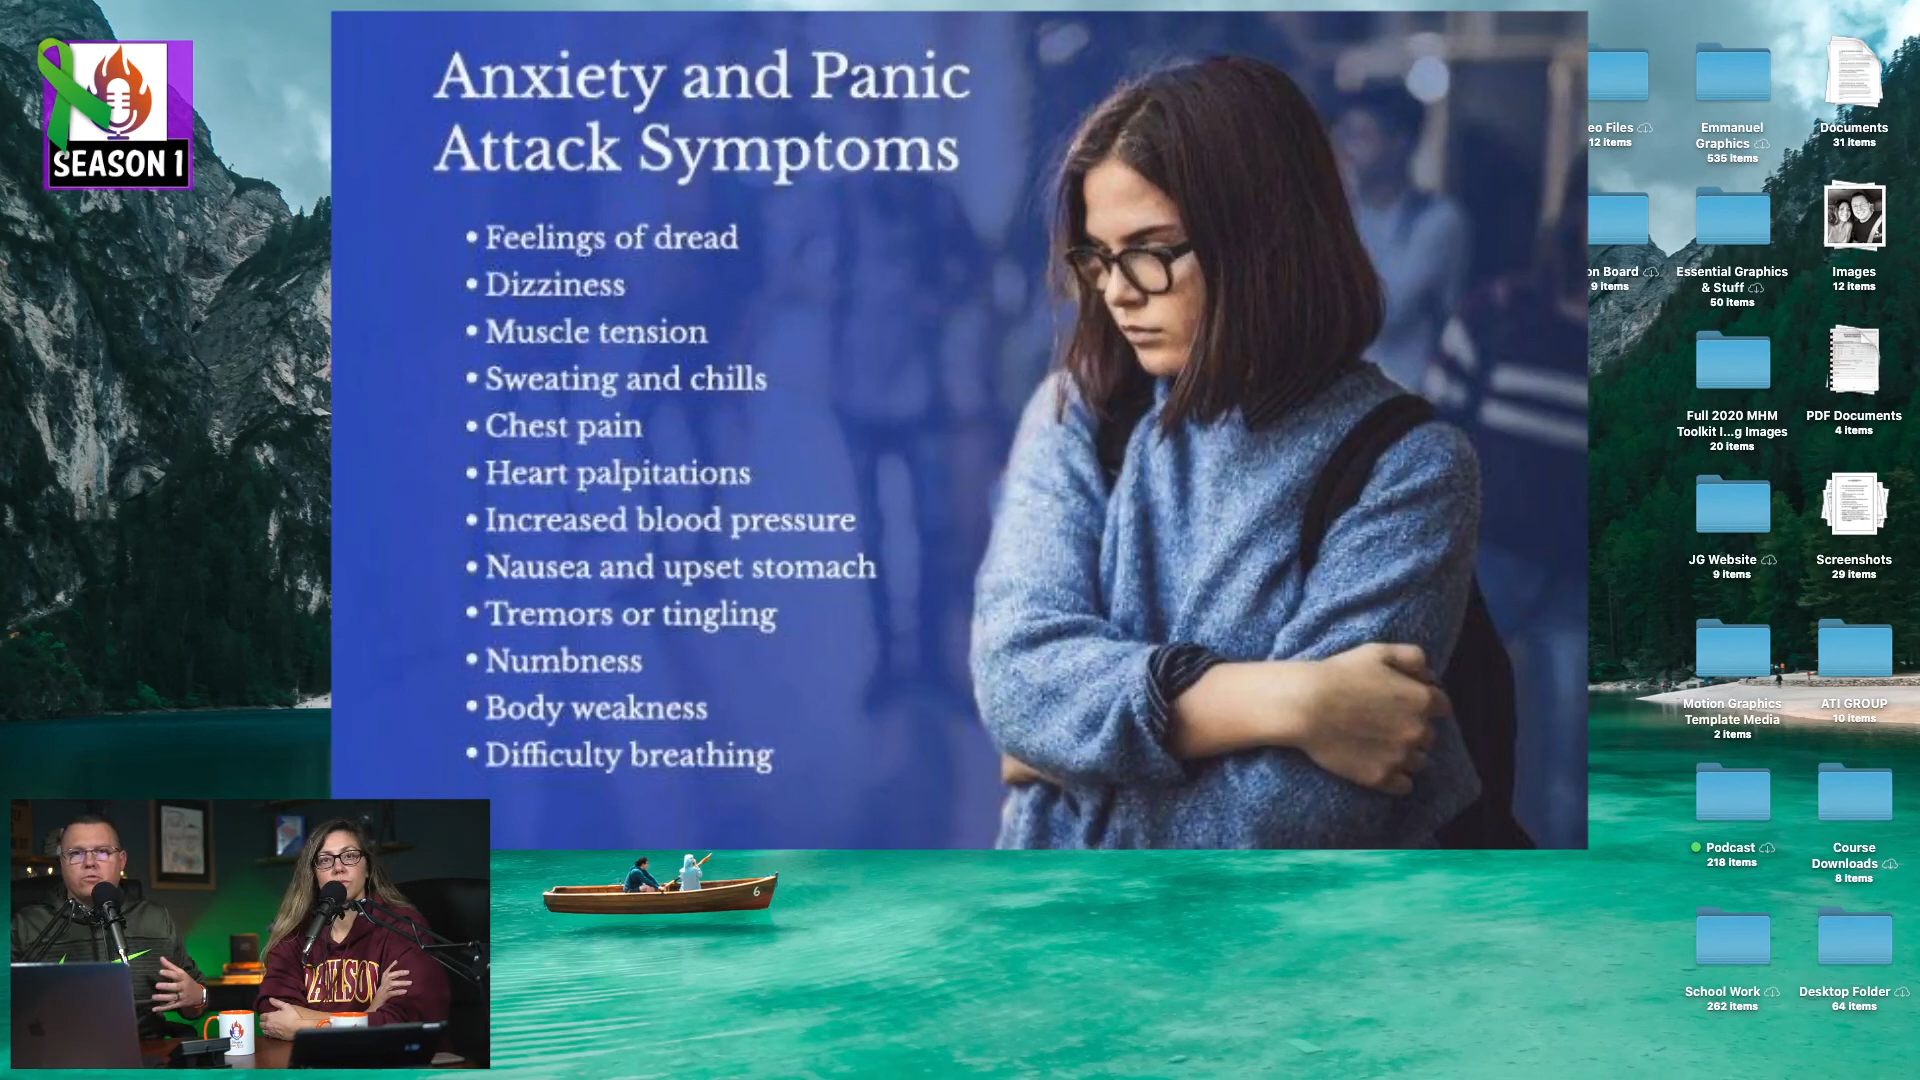 SEASON 1
Anxiety and Panic
Attack Symptoms
• Feelings of dread
• Dizziness
• Muscle tension
• Sweating and chills
• Chest pain
• Heart palpitations
• Increased blood pressure
• Nausea and upset stomach
• Tremors or tingling
• Numbness
• Body weakness
• Difficulty breathing
eo Files
12 items
Emmanuel
Graphics
535 items
Documents
31 items
on Board
9 items
Essential Graphics
& Stuff
50 items
Images
12 items
Full 2020 MHM
Toolkit I...g Images
20 items
PDF Documents
4 items
JG Website
9 items
Screenshots
29 items
Motion Graphics
Template Media
2 items
ATI GROUP
10 items
Podcast
218 items
Course
Downloads
8 items
School Work
262 items
Desktop Folder
64 items
6